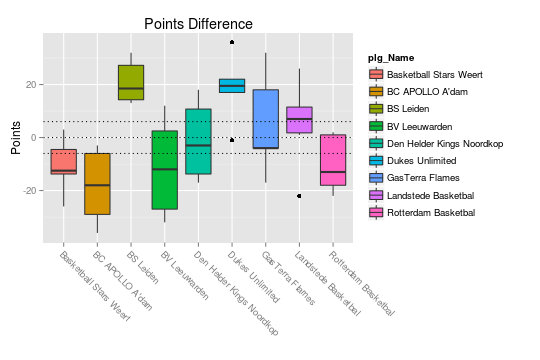 Points Difference
Points
20
0
-20
Basketball Stars Weert
BC APOLLO A'dam
BS Leiden
BV Leeuwarden
Den Helder Kings Noordkop
Dukes Unlimited
GasTerra Flames
Landstede Basketbal
Rotterdam Basketbal
plg_Name
Basketball Stars Weert
BC APOLLO A'dam
BS Leiden
BV Leeuwarden
Den Helder Kings Noordkop
Dukes Unlimited
GasTerra Flames
Landstede Basketbal
Rotterdam Basketbal